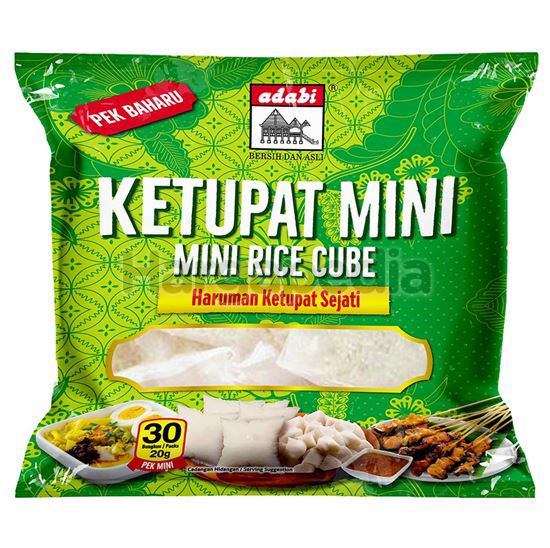 PEK BAHARU
adabi
®
BERSIH DAN ASLI
KETUPAT MINI
MINI RICE CUBE
Haruman Ketupat Sejati
30
Bungkus / Packs
20g
PEK MINI
Cadangan Hidangan / Serving Suggestion